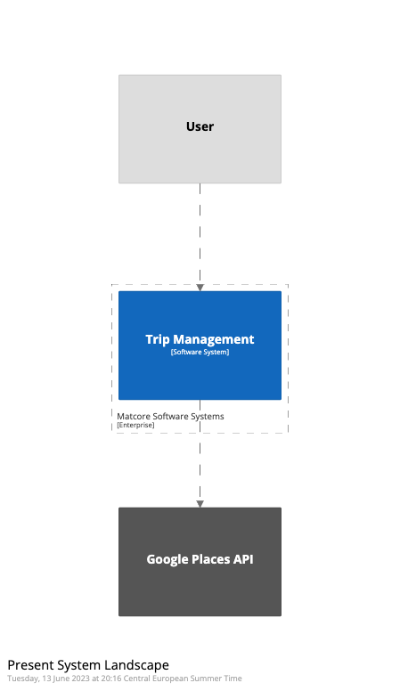 User
Trip Management
[Software System]
Matcore Software Systems
[Enterprise]
Google Places API
Present System Landscape
Tuesday, 13 June 2023 at 20:16 Central European Summer Time